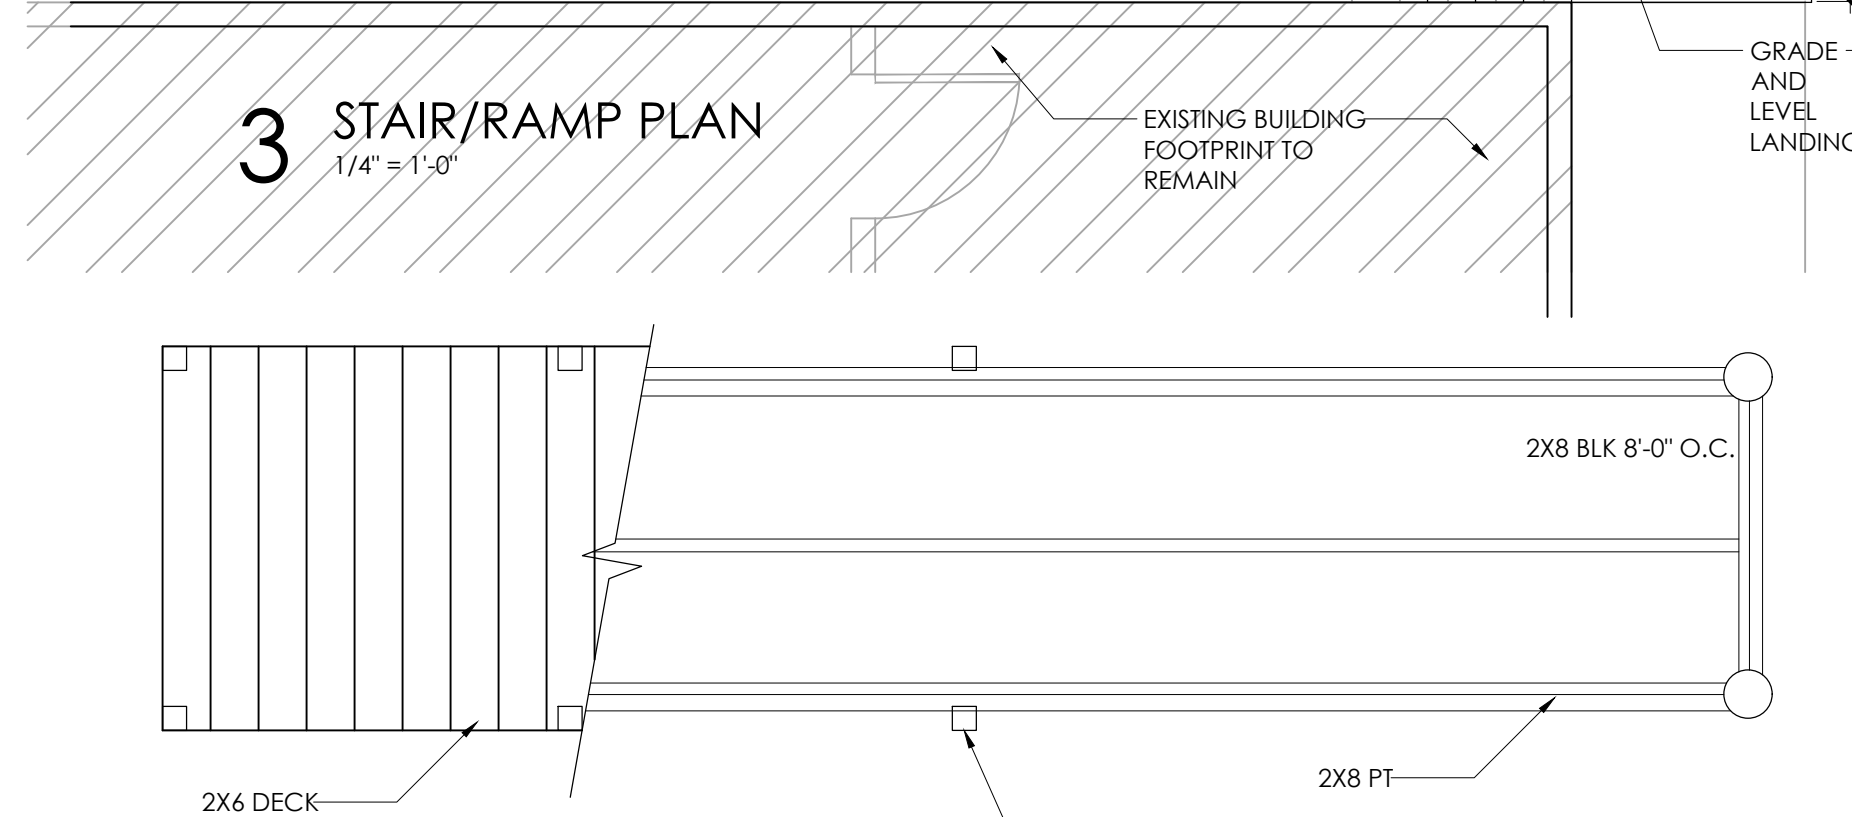 3 STAIR/RAMP PLAN
1/4" = 1'-0"
EXISTING BUILDING
FOOTPRINT TO
REMAIN
GRADE
AND
LEVEL
LANDING
2X8 BLK 8'-0" O.C.
2X8 PT
2X6 DECK